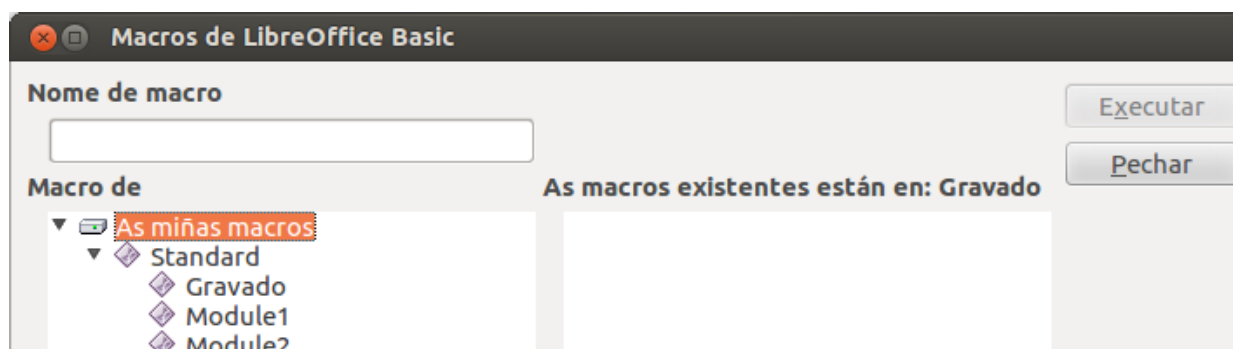 Macros de LibreOffice Basic
Nome de macro
Executar
Pechar
Macro de
As macros existentes están en: Gravado
As miñas macros
Standard
Gravado
Module1
Module2